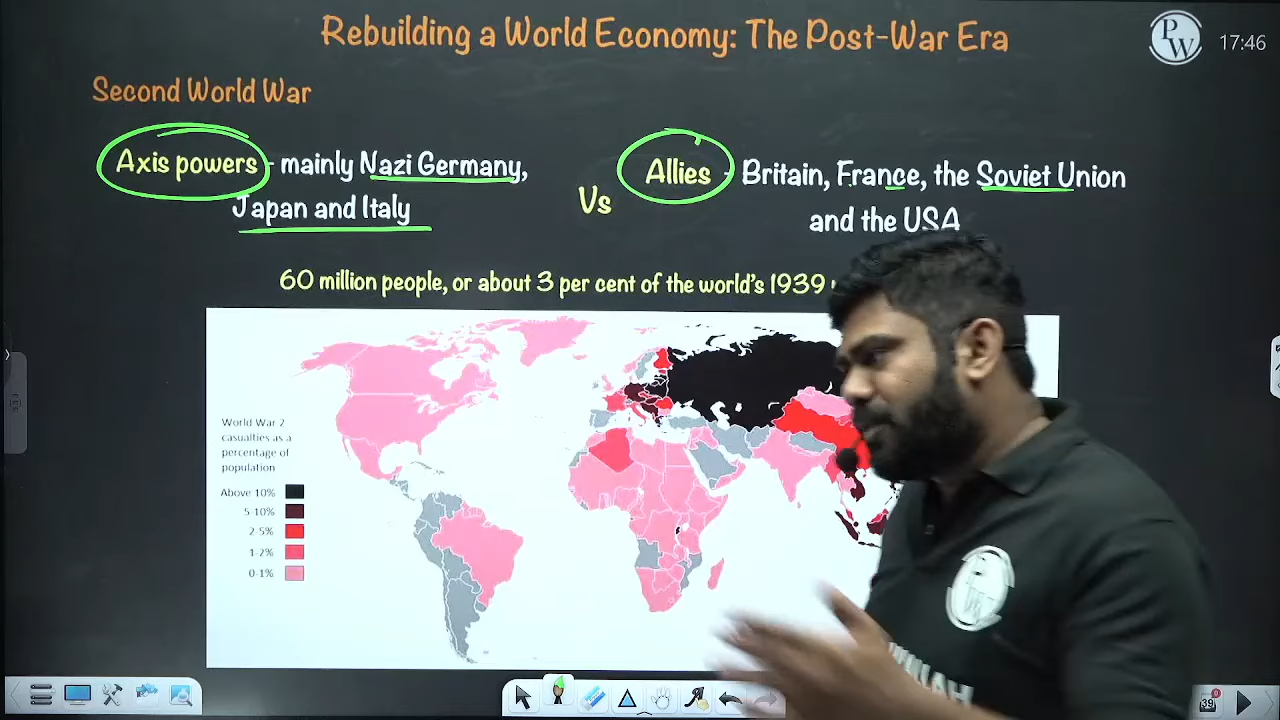 Rebuilding a World Economy: The Post-War Era
PW
17:46
Second World War
Axis powers - mainly Nazi Germany,
Japan and Italy
Vs
Allies - Britain, France, the Soviet Union
and the USA
60 million people, or about 3 per cent of the world's 1939
World War 2
casualties as a
percentage of
population
Above 10%
5-10%
2-5%
1-2%
0-1%
39